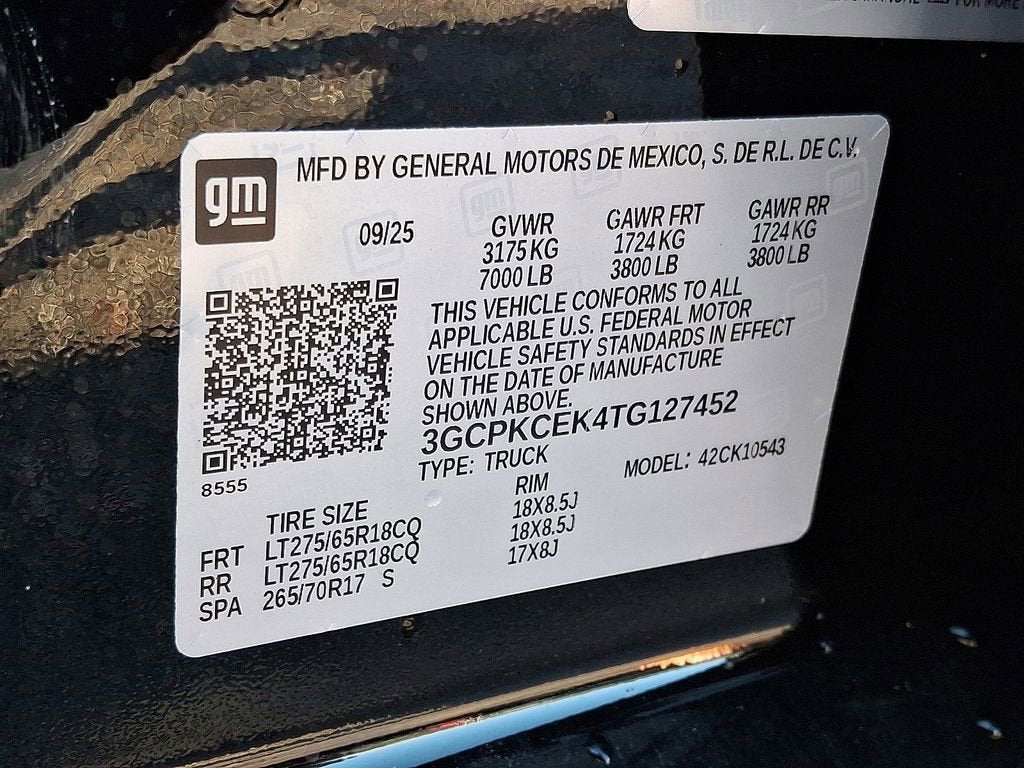 FOR MORE
gm
MFD BY GENERAL MOTORS DE MEXICO, S. DE R.L. DE C.V.
09/25 GVWR GAWR FRT GAWR RR
3175 KG 1724 KG 1724 KG
7000 LB 3800 LB 3800 LB
THIS VEHICLE CONFORMS TO ALL
APPLICABLE U.S. FEDERAL MOTOR
VEHICLE SAFETY STANDARDS IN EFFECT
ON THE DATE OF MANUFACTURE
SHOWN ABOVE.
3GCPKCEK4TG127452
TYPE: TRUCK MODEL: 42CK10543
8555
TIRE SIZE RIM
FRT LT275/65R18CQ 18X8.5J
RR LT275/65R18CQ 18X8.5J
SPA 265/70R17 S 17X8J